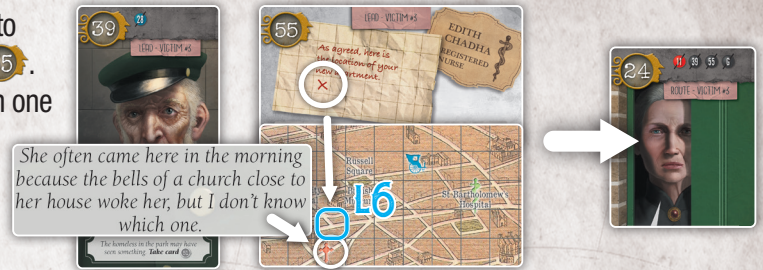 to
5.
one
39
28
LEAD - VICTIM #3
She often came here in the morning
because the bells of a church close to
her house woke her, but I don't know
which one.
The homeless in the park may have
seen something. Take card
55
LEAD - VICTIM #3
As agreed, here is
the location of your
new apartment.
EDITH
CHADHA
REGISTERED
NURSE
Russell
Square
L6
St-Bartholomew's
Hospital
24
11 39 55 6
ROUTE - VICTIM #3